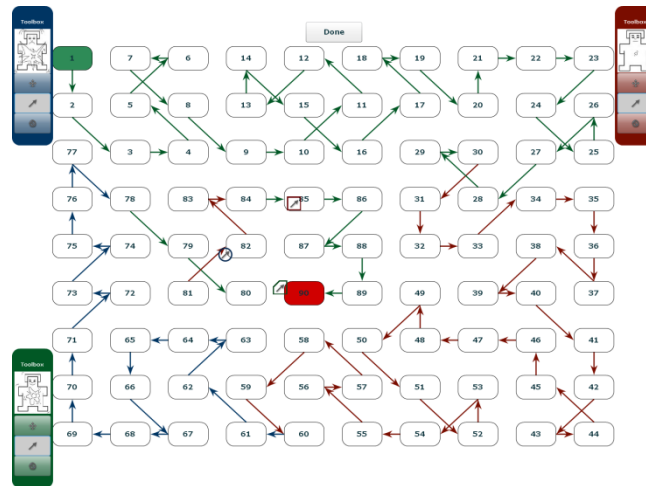 Toolbox
Done
Toolbox
1 7 6 14 12 18 19 21 22 23
2 5 8 13 15 11 17 20 24 26
77 3 4 9 10 16 29 30 27 25
76 78 83 84 85 86 31 28 34 35
75 74 79 82 87 88 32 33 38 36
73 72 81 80 89 49 39 40 37
71 65 64 63 58 50 48 47 46 41
Toolbox
70 66 62 59 56 57 51 53 45 42
69 68 67 61 60 55 54 52 43 44